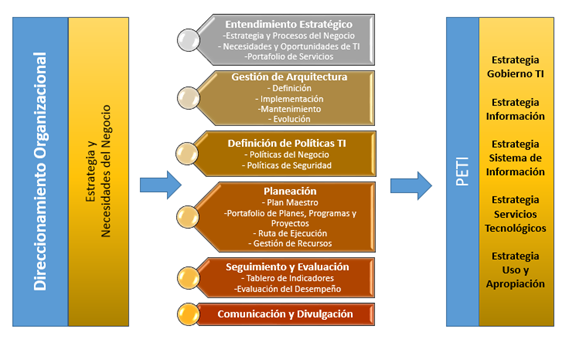 Direccionamiento Organizacional
Estrategia y
Necesidades del Negocio
Entendimiento Estratégico
-Estrategia y Procesos del Negocio
- Necesidades y Oportunidades de TI
-Portafolio de Servicios
Gestión de Arquitectura
- Definición
- Implementación
- Mantenimiento
- Evolución
Definición de Políticas TI
- Políticas del Negocio
- Políticas de Seguridad
Planeación
- Plan Maestro
-Portafolio de Planes, Programas y
Proyectos
- Ruta de Ejecución
- Gestión de Recursos
Seguimiento y Evaluación
- Tablero de Indicadores
-Evaluación del Desempeño
Comunicación y Divulgación
PETI
Estrategia
Gobierno TI
Estrategia
Información
Estrategia
Sistema de
Información
Estrategia
Servicios
Tecnológicos
Estrategia
Uso y
Apropiación